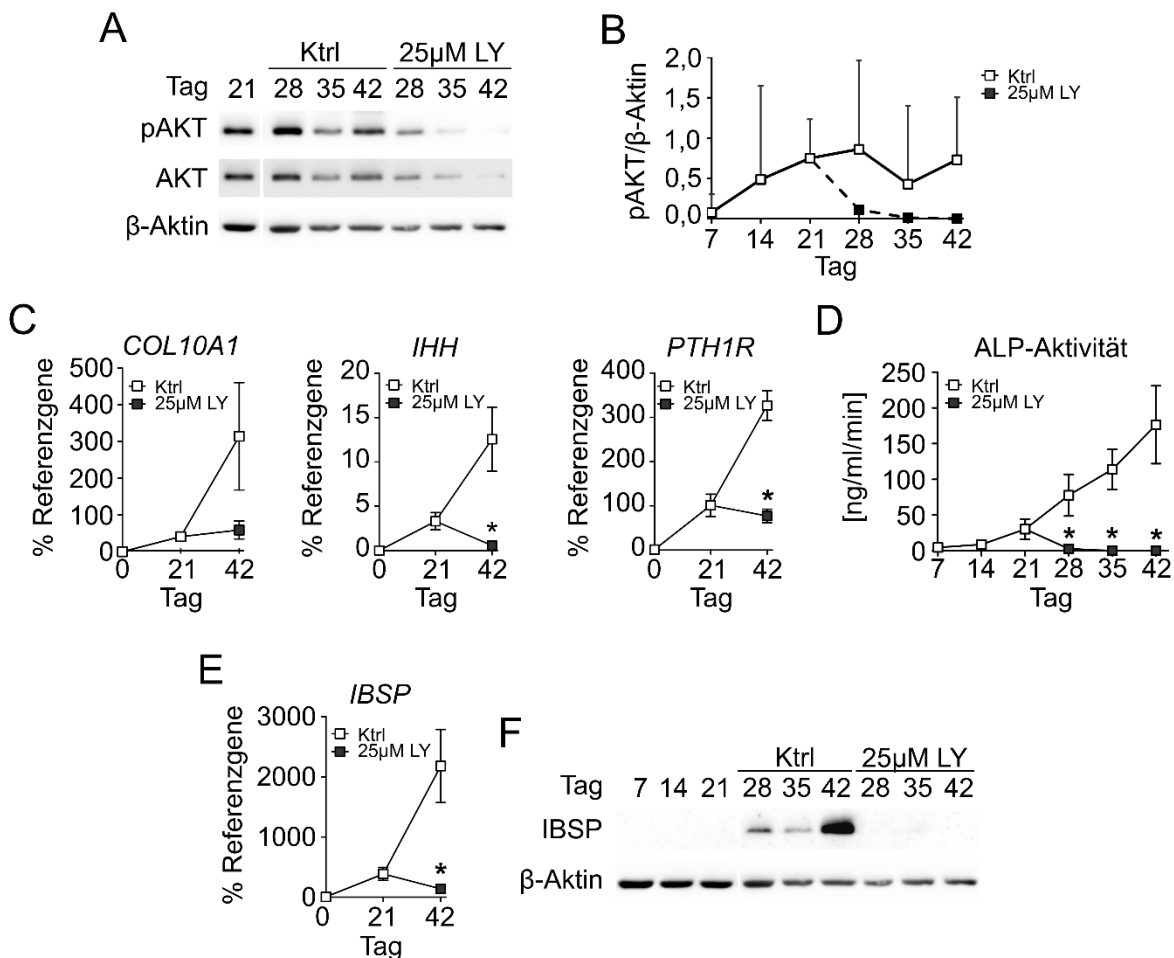 A
Ktrl 25µM LY
Tag 21 28 35 42 28 35 42
pAKT
AKT
β-Aktin
B
pAKT/β-Aktin
2,0
1,5
1,0
0,5
0,0
7 14 21 28 35 42
Tag
Ktrl
25µM LY
C
COL10A1
% Referenzgene
500
400
300
200
100
0
0 21 42
Tag
Ktrl
25µM LY
IHH
% Referenzgene
20
15
10
5
0
0 21 42
Tag
Ktrl
25µM LY
*
PTH1R
% Referenzgene
400
300
200
100
0
0 21 42
Tag
Ktrl
25µM LY
*
D
ALP-Aktivität
[ng/ml/min]
250
200
150
100
50
0
7 14 21 28 35 42
Tag
Ktrl
25µM LY
* * *
E
IBSP
% Referenzgene
3000
2000
1000
0
0 21 42
Tag
Ktrl
25µM LY
*
F
Ktrl 25µM LY
Tag 7 14 21 28 35 42 28 35 42
IBSP
β-Aktin